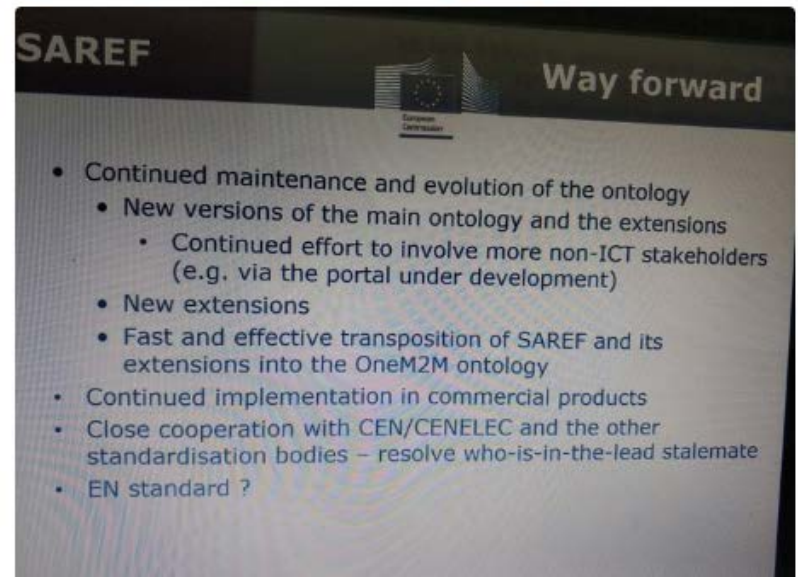 SAREF
Way forward
European
Commission
• Continued maintenance and evolution of the ontology
• New versions of the main ontology and the extensions
• Continued effort to involve more non-ICT stakeholders
(e.g. via the portal under development)
• New extensions
• Fast and effective transposition of SAREF and its
extensions into the OneM2M ontology
• Continued implementation in commercial products
• Close cooperation with CEN/CENELEC and the other
standardisation bodies – resolve who-is-in-the-lead stalemate
• EN standard ?